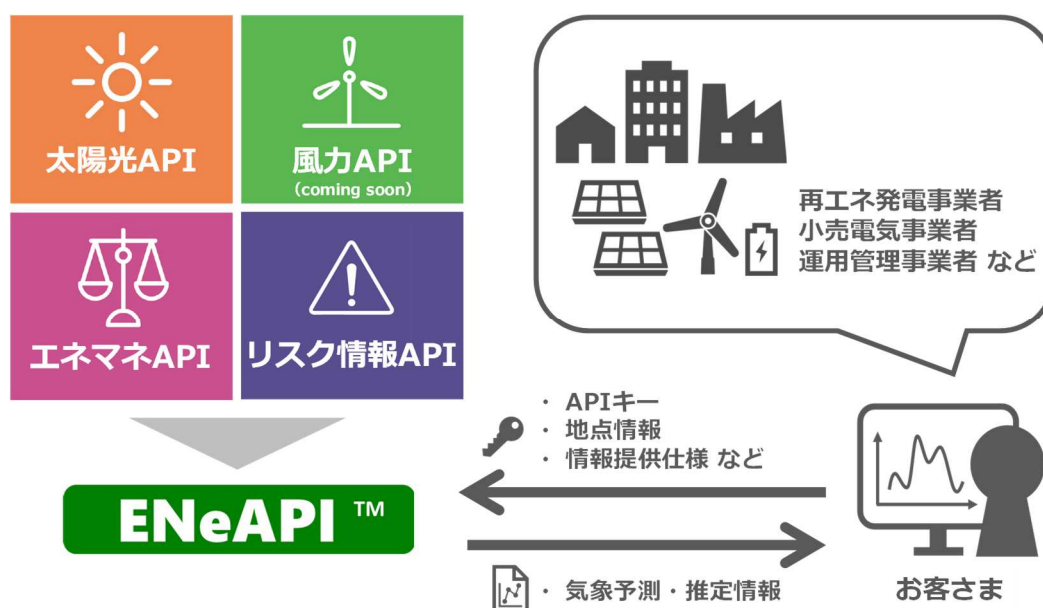 太陽光API
風力API
(coming soon)
エネマネAPI
リスク情報API
ENeAPI ™
再エネ発電事業者
小売電気事業者
運用管理事業者 など
・ APIキー
・ 地点情報
・ 情報提供仕様 など
・ 気象予測・推定情報
お客さま